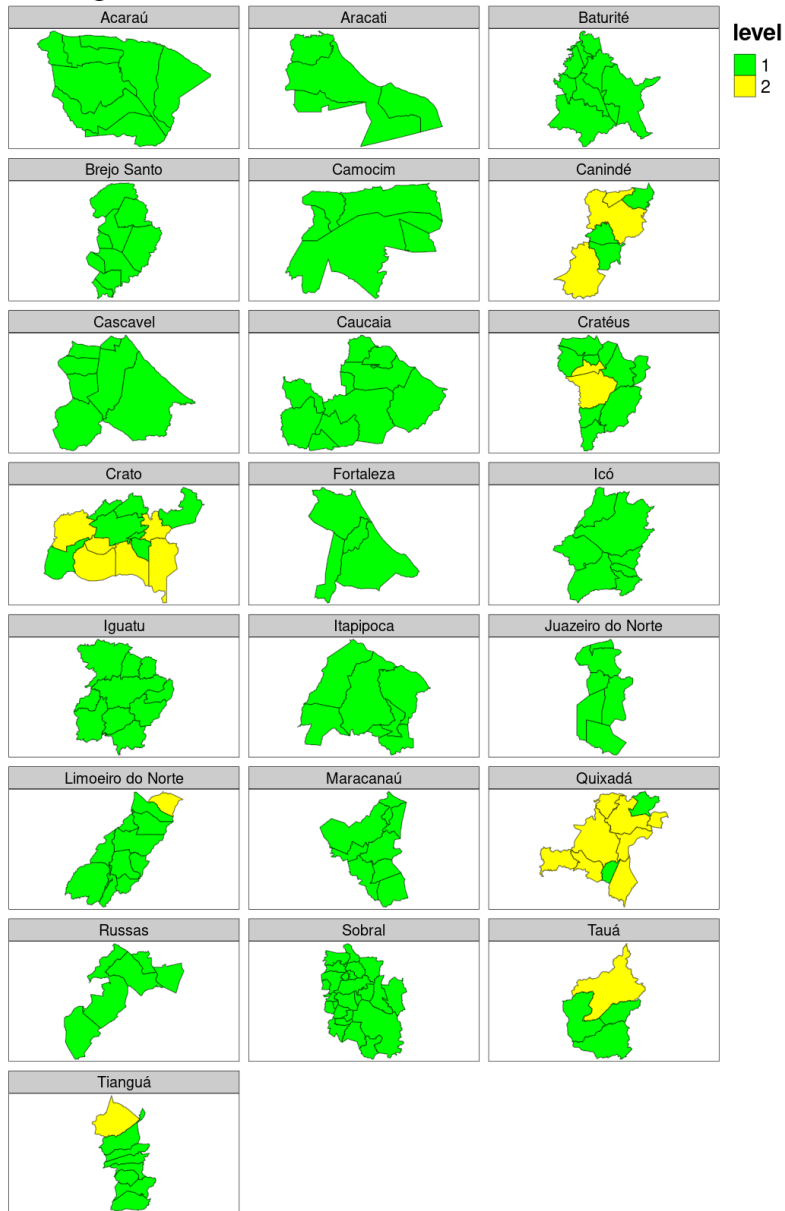 Acaraú
Aracati
Baturité
level
1
2
Brejo Santo
Camocim
Canindé
Cascavel
Caucaia
Cratéus
Crato
Fortaleza
Icó
Iguatu
Itapipoca
Juazeiro do Norte
Limoeiro do Norte
Maracanaú
Quixadá
Russas
Sobral
Tauá
Tianguá